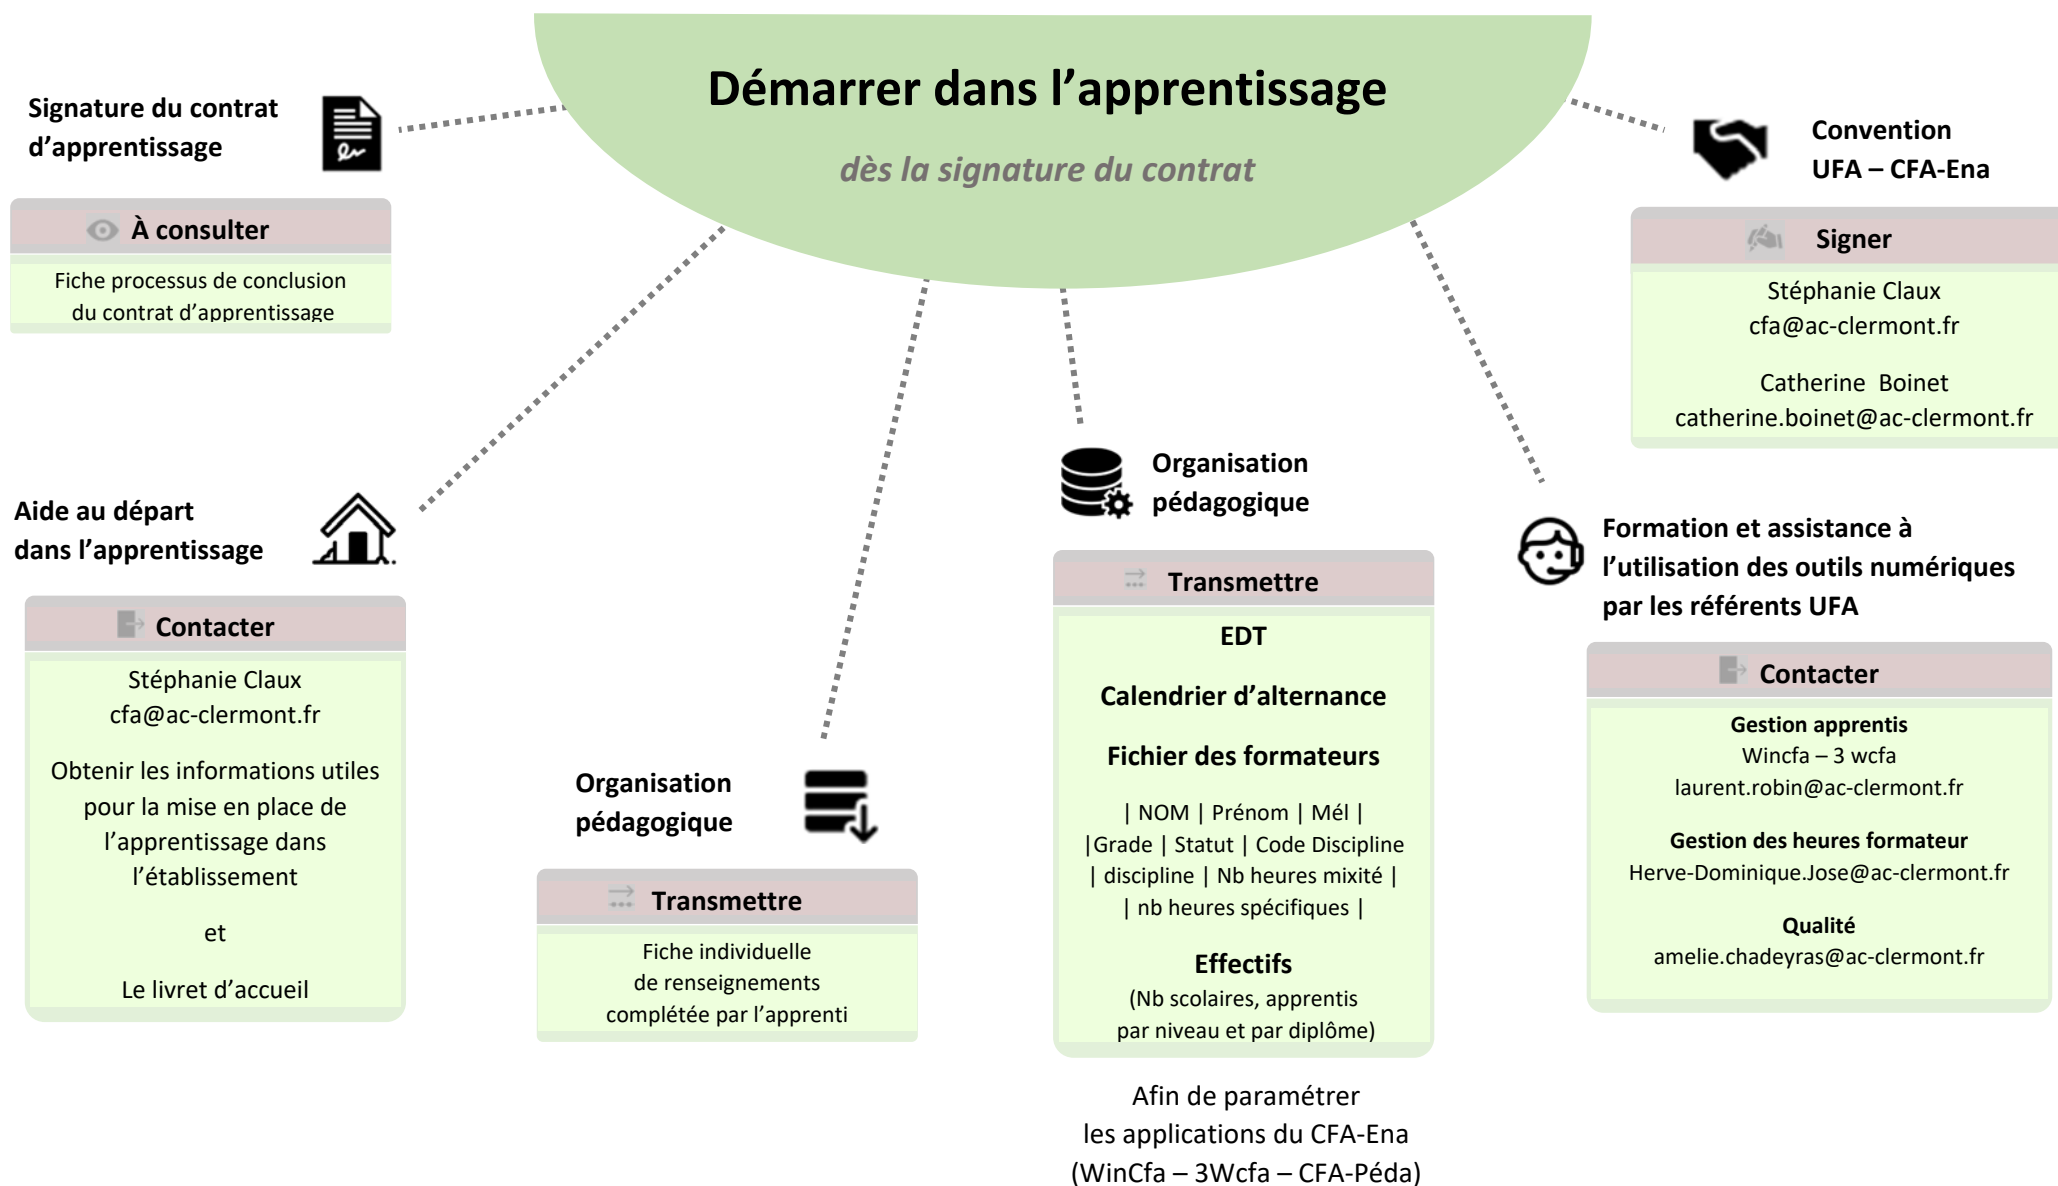 Démarrer dans l’apprentissage
dès la signature du contrat
Signature du contrat
d’apprentissage
À consulter
Fiche processus de conclusion
du contrat d’apprentissage
Aide au départ
dans l’apprentissage
Contacter
Stéphanie Claux
cfa@ac-clermont.fr
Obtenir les informations utiles
pour la mise en place de
l’apprentissage dans
l’établissement
et
Le livret d’accueil
Organisation
pédagogique
Transmettre
Fiche individuelle
de renseignements
complétée par l’apprenti
Organisation
pédagogique
Transmettre
EDT
Calendrier d’alternance
Fichier des formateurs
| NOM | Prénom | Mél |
|Grade | Statut | Code Discipline
| discipline | Nb heures mixité |
| nb heures spécifiques |
Effectifs
(Nb scolaires, apprentis
par niveau et par diplôme)
Afin de paramétrer
les applications du CFA-Ena
(WinCfa – 3Wcfa – CFA-Péda)
Convention
UFA – CFA-Ena
Signer
Stéphanie Claux
cfa@ac-clermont.fr
Catherine  Boinet
catherine.boinet@ac-clermont.fr
Formation et assistance à
l’utilisation des outils numériques
par les référents UFA
Contacter
Gestion apprentis
Wincfa – 3 wcfa
laurent.robin@ac-clermont.fr
Gestion des heures formateur
Herve-Dominique.Jose@ac-clermont.fr
Qualité
amelie.chadeyras@ac-clermont.fr